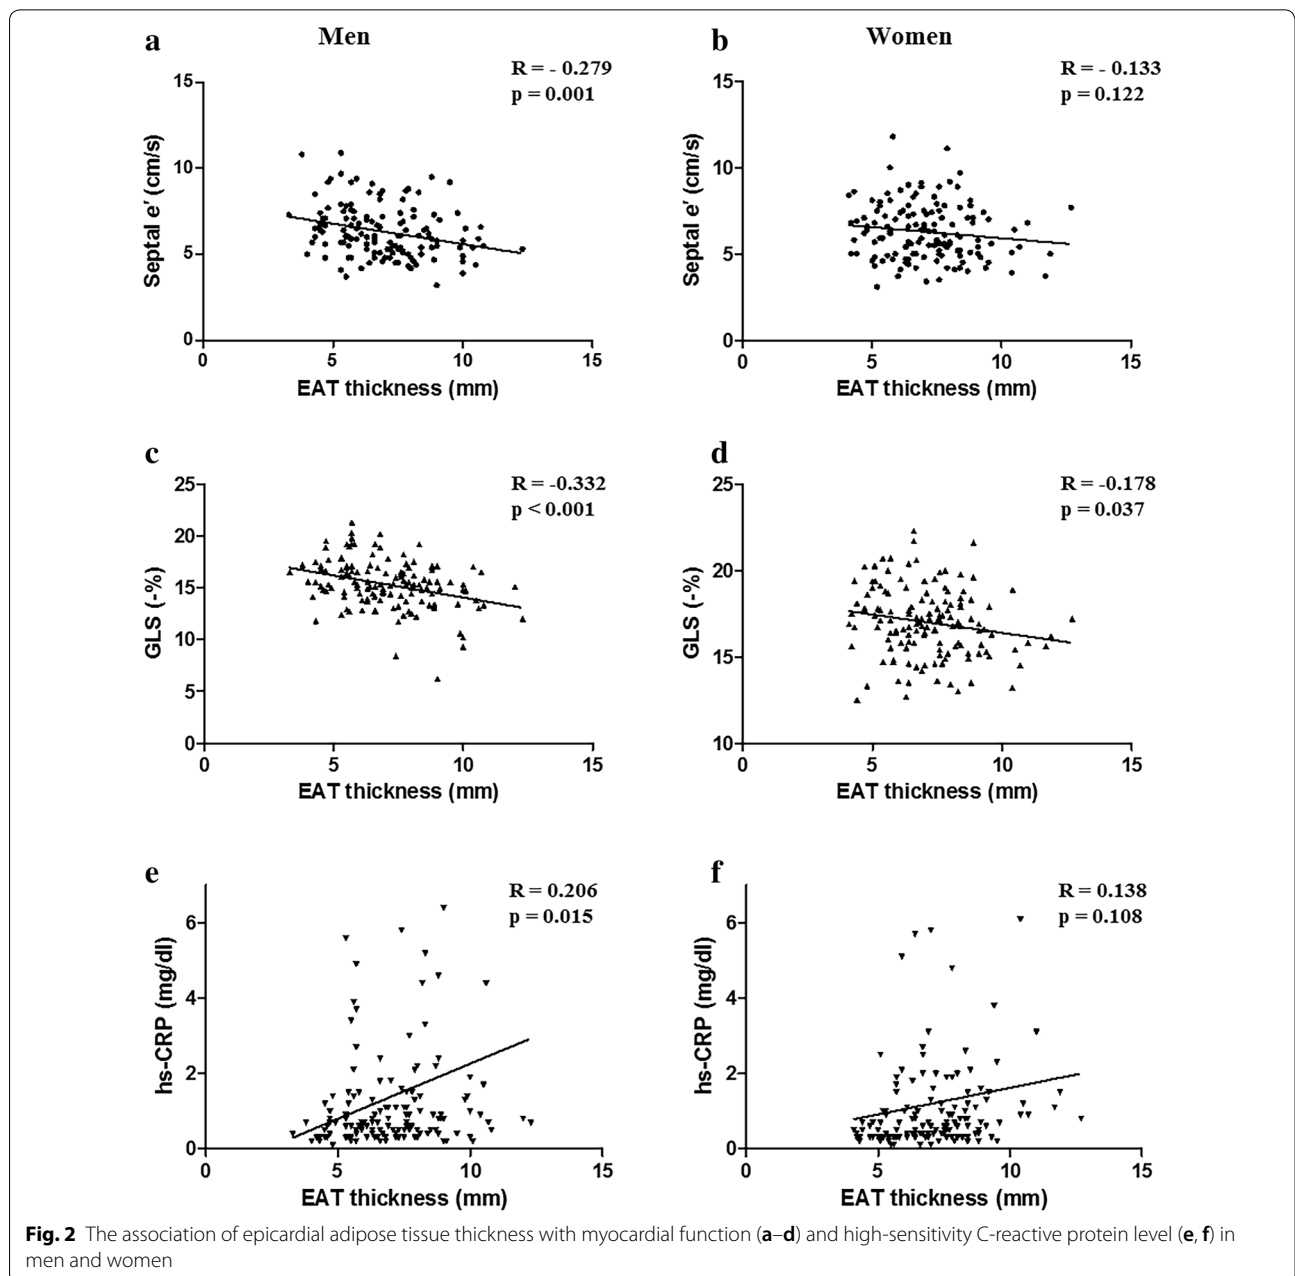 a Men
R = - 0.279
p = 0.001
15
10
5
0
0 5 10 15
Septal e′ (cm/s)
EAT thickness (mm)
b Women
R = - 0.133
p = 0.122
15
10
5
0
0 5 10 15
Septal e′ (cm/s)
EAT thickness (mm)
c
R = -0.332
p < 0.001
25
20
15
10
5
0
0 5 10 15
GLS (-%)
EAT thickness (mm)
d
R = -0.178
p = 0.037
25
20
15
10
0 5 10 15
GLS (-%)
EAT thickness (mm)
e
R = 0.206
p = 0.015
6
4
2
0
0 5 10 15
hs-CRP (mg/dl)
EAT thickness (mm)
f
R = 0.138
p = 0.108
6
4
2
0
0 5 10 15
hs-CRP (mg/dl)
EAT thickness (mm)
Fig. 2 The association of epicardial adipose tissue thickness with myocardial function (a–d) and high-sensitivity C-reactive protein level (e, f) in
men and women